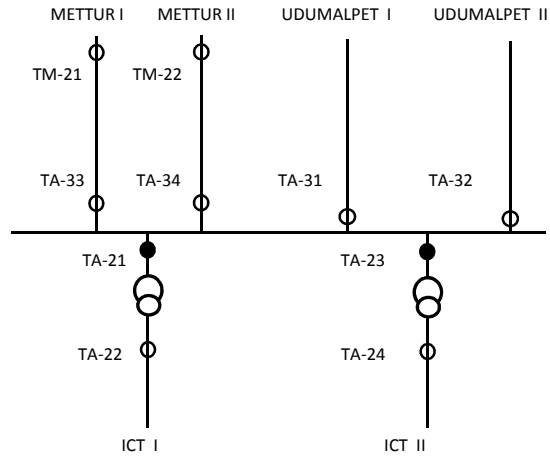 METTUR I METTUR II UDUMALPET I UDUMALPET II
TM-21 TM-22
TA-33 TA-34 TA-31 TA-32
TA-21 TA-23
TA-22 TA-24
ICT I ICT II